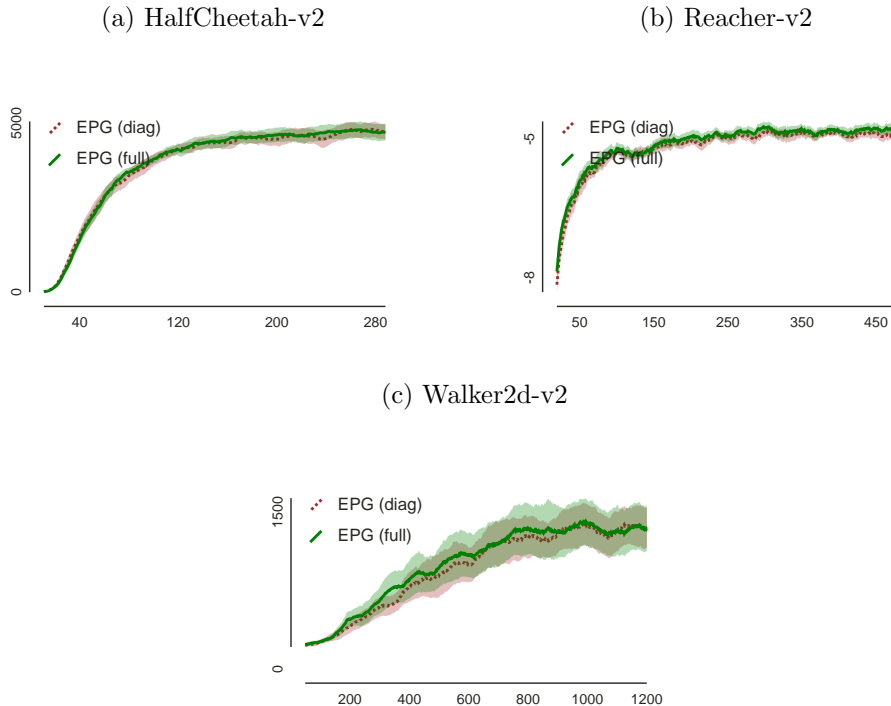 (a) HalfCheetah-v2
(b) Reacher-v2
5000
EPG (diag)
EPG (full)
0
40 120 200 280
-5
EPG (diag)
EPG (full)
-8
50 150 250 350 450
(c) Walker2d-v2
1500
EPG (diag)
EPG (full)
0
200 400 600 800 1000 1200